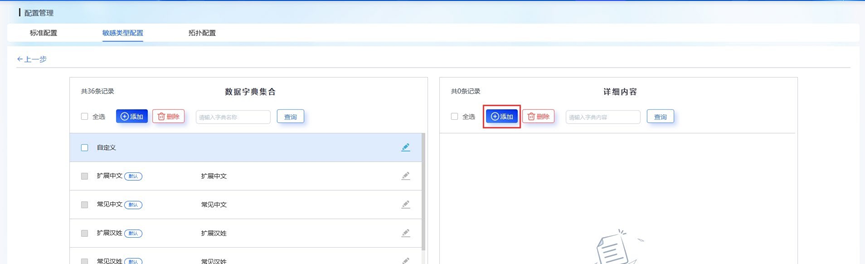 配置管理
标准配置 敏感类型配置 拓扑配置
←上一步
共36条记录 数据字典集合
全选 添加 删除 请输入字典名称 查询
自定义
扩展中文 默认 扩展中文
常见中文 默认 常见中文
扩展汉姓 默认 扩展汉姓
常见汉姓 默认 常见汉姓
共0条记录 详细内容
全选 添加 删除 请输入字典内容 查询